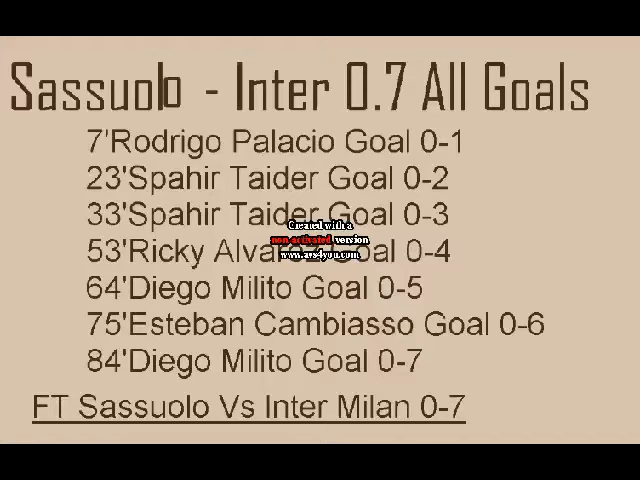 Sassuolo - Inter 0.7 All Goals
7'Rodrigo Palacio Goal 0-1
23'Spahir Taider Goal 0-2
33'Spahir Taider Goal 0-3
Created with a
non activated version
www.avs4you.com
53'Ricky Alvarez Goal 0-4
64'Diego Milito Goal 0-5
75'Esteban Cambiasso Goal 0-6
84'Diego Milito Goal 0-7
FT Sassuolo Vs Inter Milan 0-7